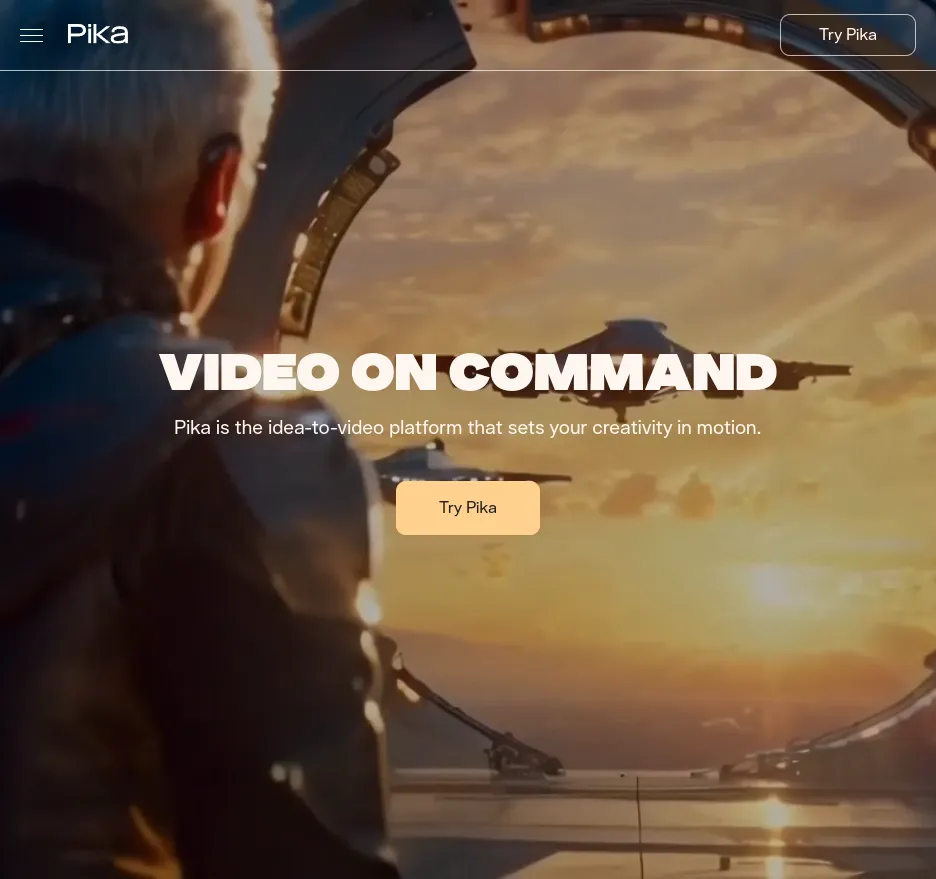 Pika
Try Pika
VIDEO ON COMMAND
Pika is the idea-to-video platform that sets your creativity in motion.
Try Pika